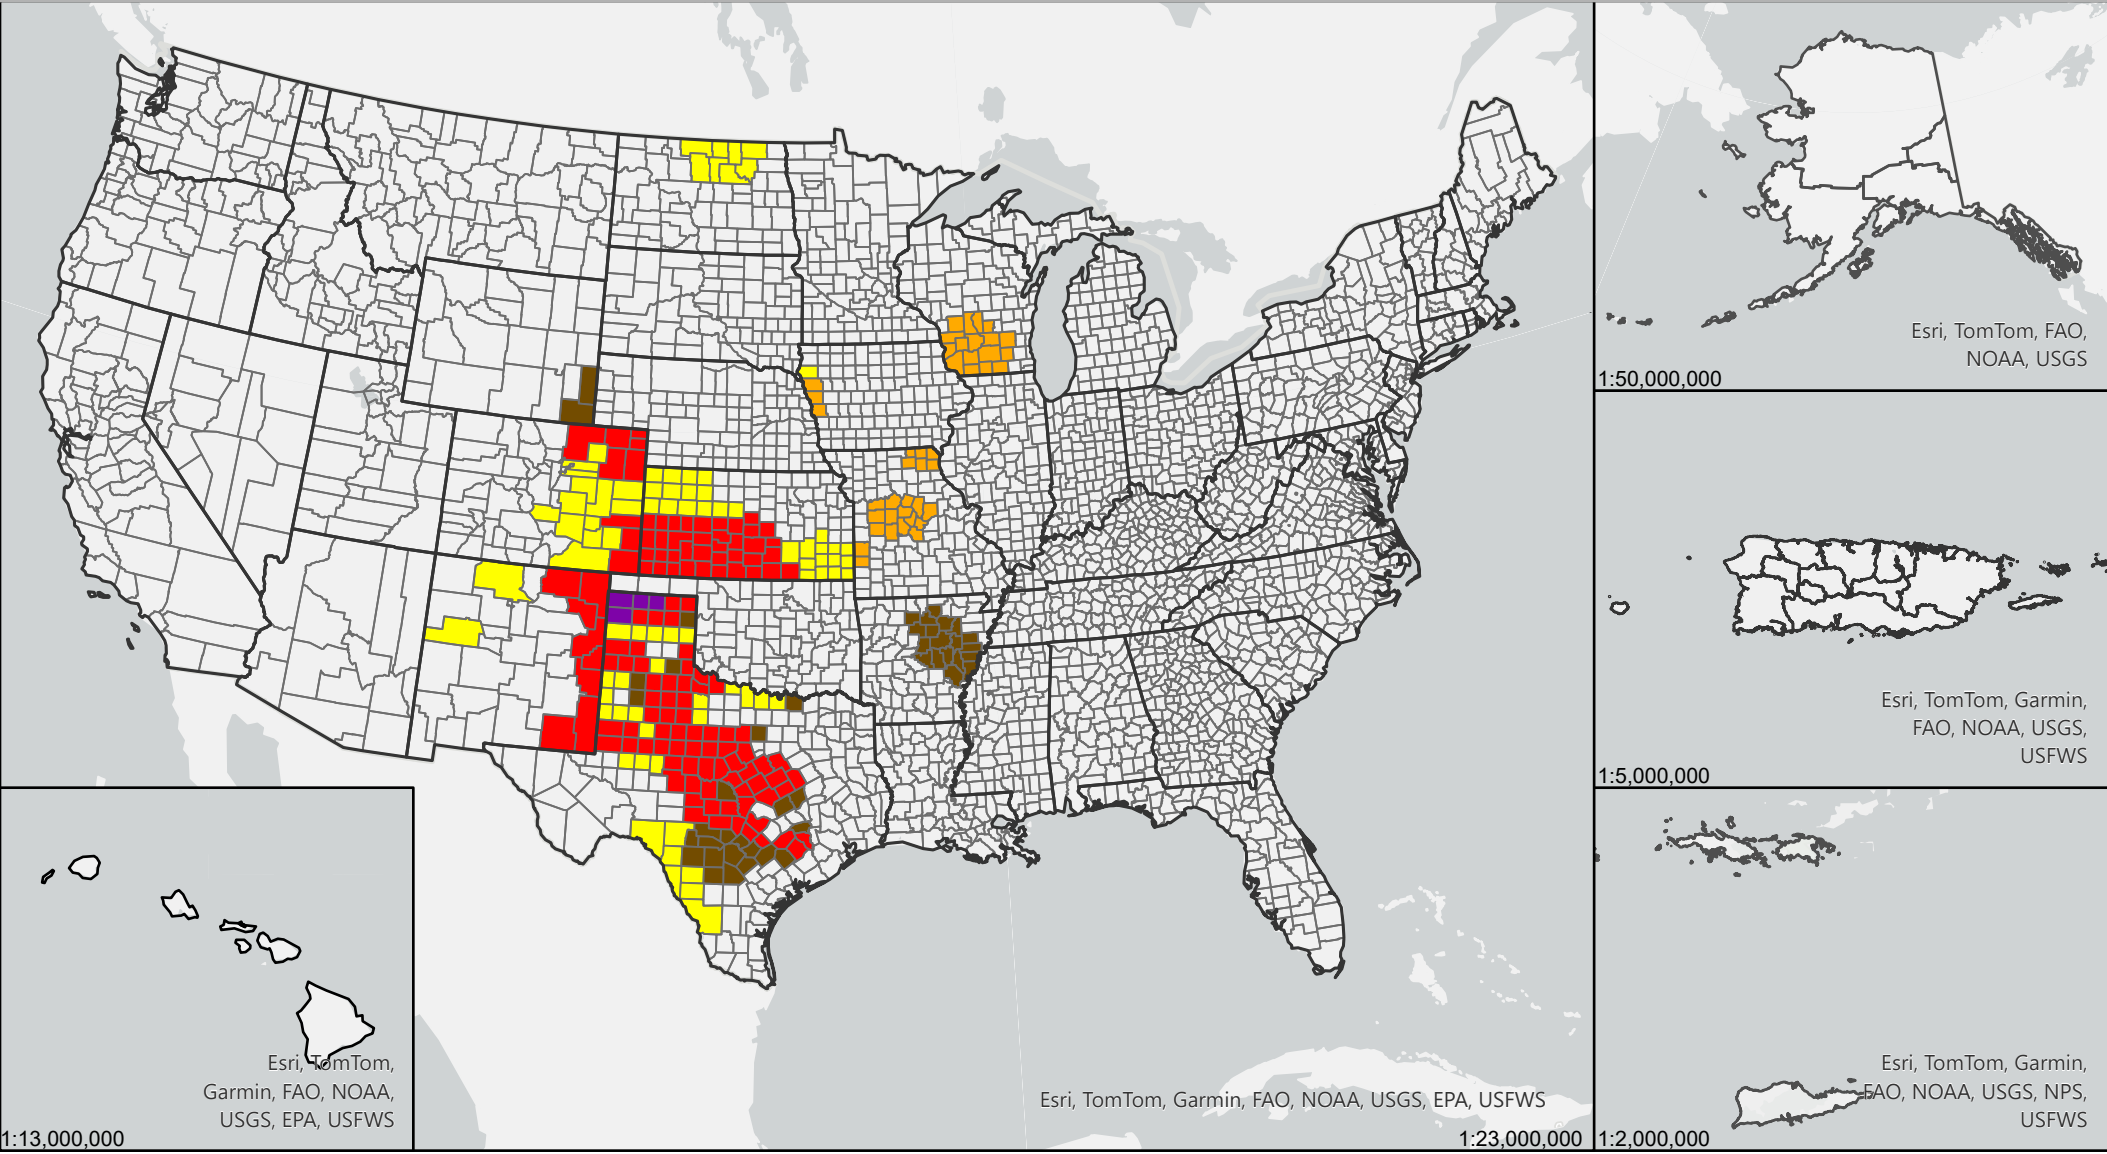 Esri, TomTom, FAO,
NOAA, USGS
1:50,000,000
Esri, TomTom, Garmin,
FAO, NOAA, USGS,
USFWS
1:5,000,000
Esri, TomTom,
Garmin, FAO, NOAA,
USGS, EPA, USFWS
1:13,000,000
Esri, TomTom, Garmin, FAO, NOAA, USGS, EPA, USFWS
1:23,000,000
Esri, TomTom, Garmin,
FAO, NOAA, USGS, NPS,
USFWS
1:2,000,000